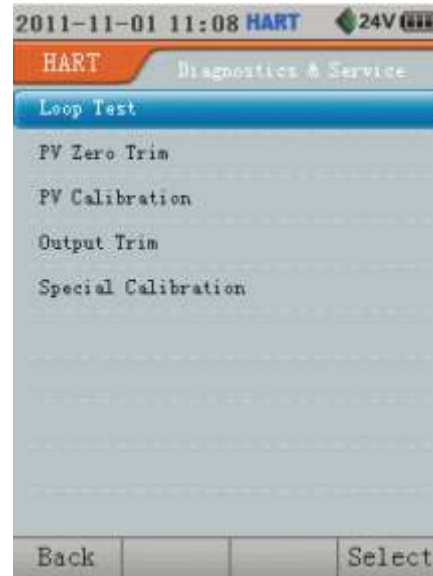 2011-11-01 11:08 HART 24V
HART Diagnostics & Service
Loop Test
PV Zero Trim
PV Calibration
Output Trim
Special Calibration
Back Select